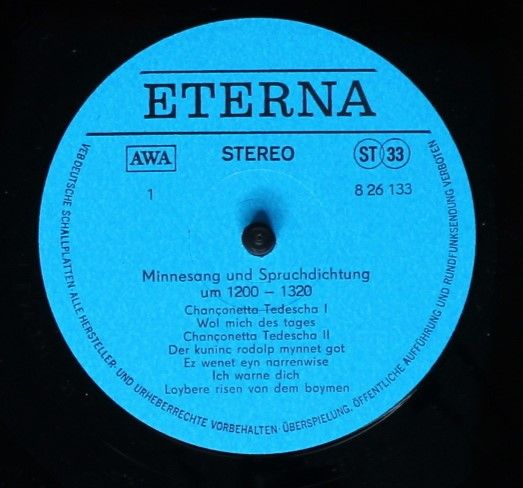 ETERNA
AWA STEREO ST 33
1 8 26 133
Minnesang und Spruchdichtung
um 1200 – 1320
Chançonetta Tedescha I
Wol mich des tages
Chançonetta Tedescha II
Der kuninc rodolp mynnet got
Ez wenet eyn narrenwise
Ich warne dich
Loybere risen von dem boymen
VEB DEUTSCHE SCHALLPLATTEN · ALLE HERSTELLER- UND URHEBERRECHTE VORBEHALTEN · ÜBERSPIELUNG, ÖFFENTLICHE AUFFÜHRUNG UND RUNDFUNKSENDUNG VERBOTEN